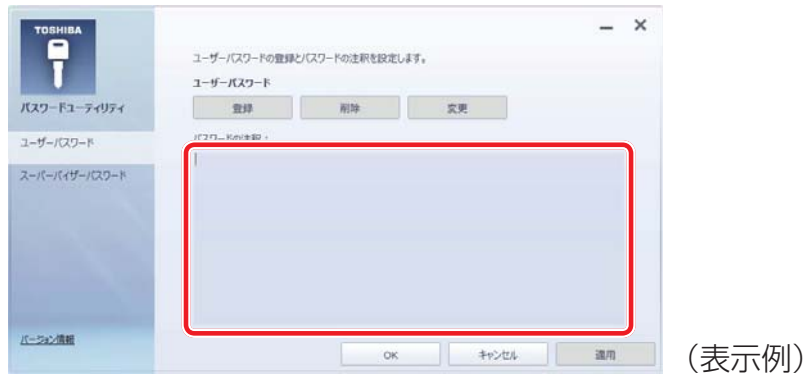 TOSHIBA
パスワードユーティリティ
ユーザーパスワード
スーパーバイザーパスワード
バージョン情報
ユーザーパスワードの登録とパスワードの注釈を設定します。
ユーザーパスワード
登録 削除 変更
パスワードの注釈：
OK キャンセル 適用
（表示例）